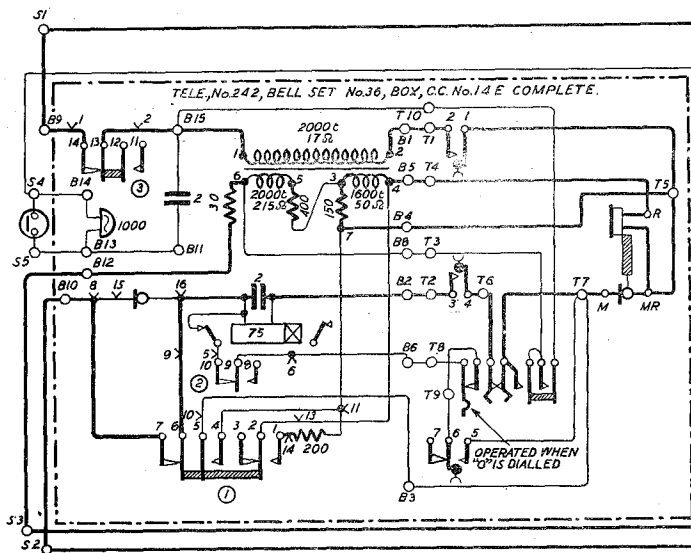 S1
TELE., No. 242, BELL SET No. 36, BOX, C.C. No. 14 E COMPLETE.
T10
B9 1 2 B15 2000t 17Ω B1 T1 2 1
14 13 12 11 1 2
3
S4 B14 6 5 3 4 B5 T4 T5
2 2000t 215Ω 400 150 1600t 50Ω R
1000 30
S5 B13 B11 7 B4
B12 B8 T3
B10 8 15 16 2 B2 T2 3 4 T6 T7 M MR
75
9 5 10 9 8 6 B6 T8
2
T9
10 13 11
7 6 5 4 3 2 1 14 200 7 6 5
OPERATED WHEN
"O" IS DIALLED
1 B3
S3
S2